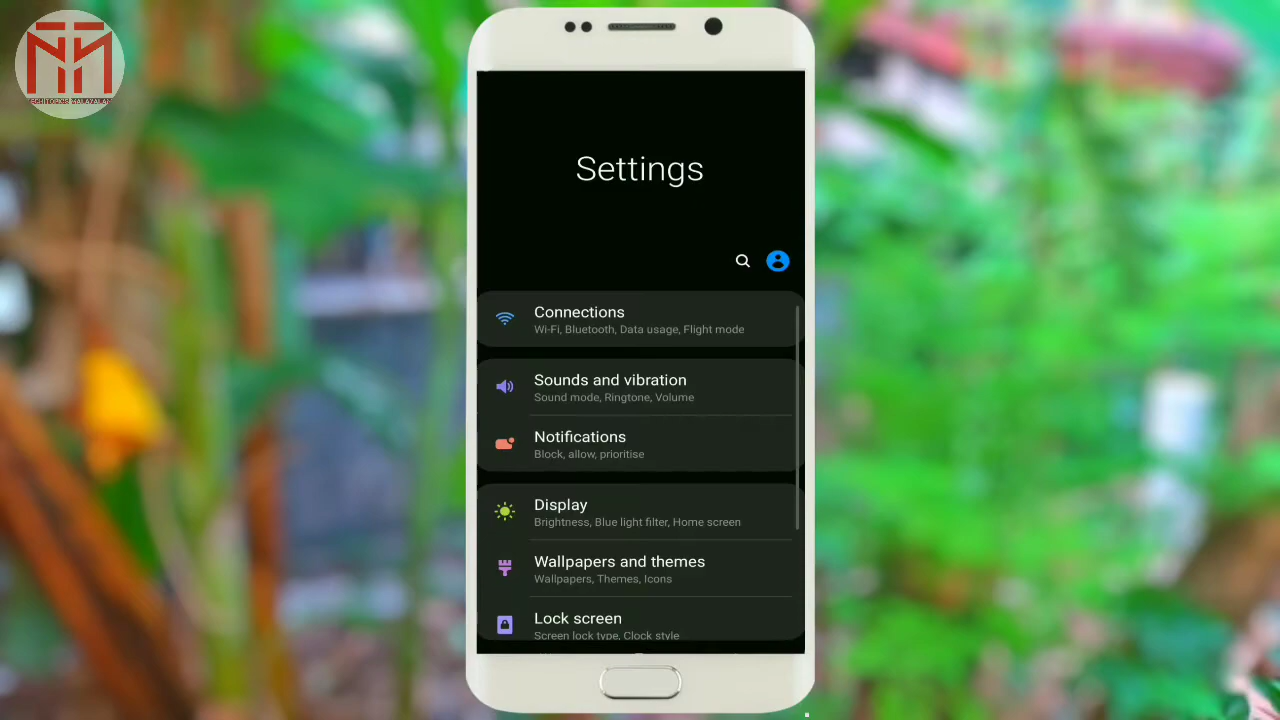 Settings
Connections
Wi-Fi, Bluetooth, Data usage, Flight mode
Sounds and vibration
Sound mode, Ringtone, Volume
Notifications
Block, allow, prioritise
Display
Brightness, Blue light filter, Home screen
Wallpapers and themes
Wallpapers, Themes, Icons
Lock screen
Screen lock type, Clock style